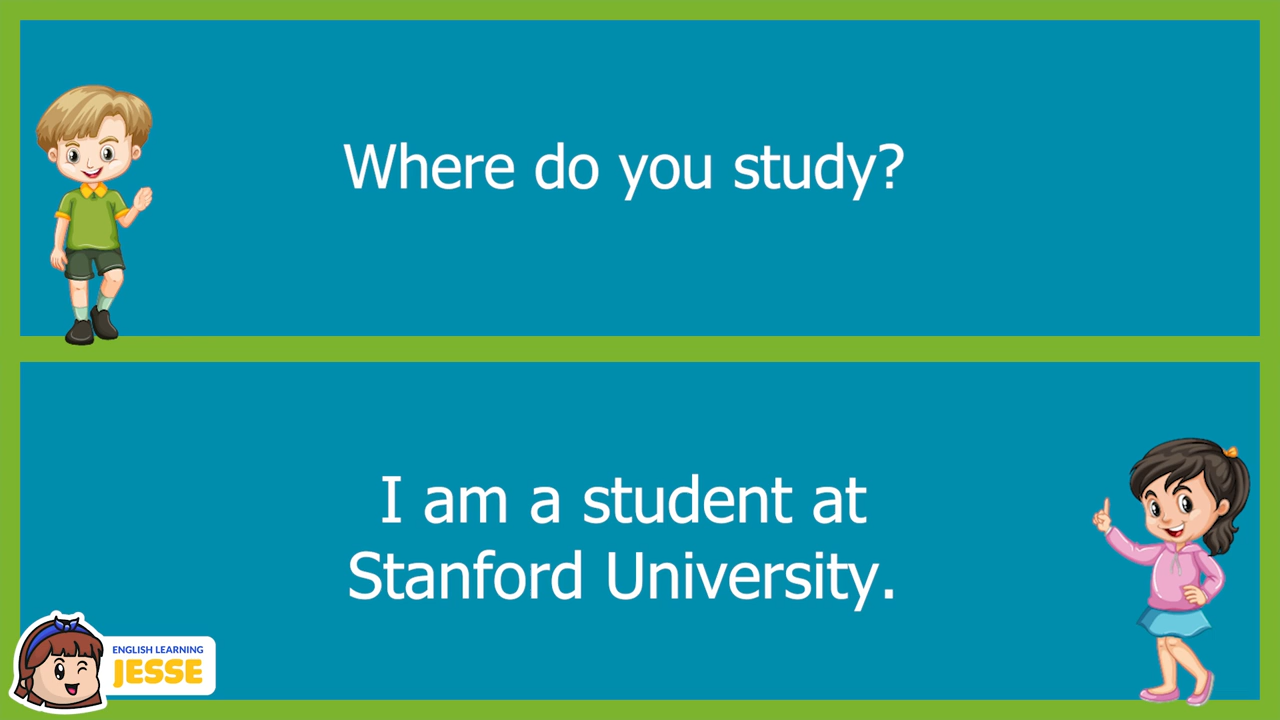 Where do you study?
I am a student at
Stanford University.
ENGLISH LEARNING
JESSE